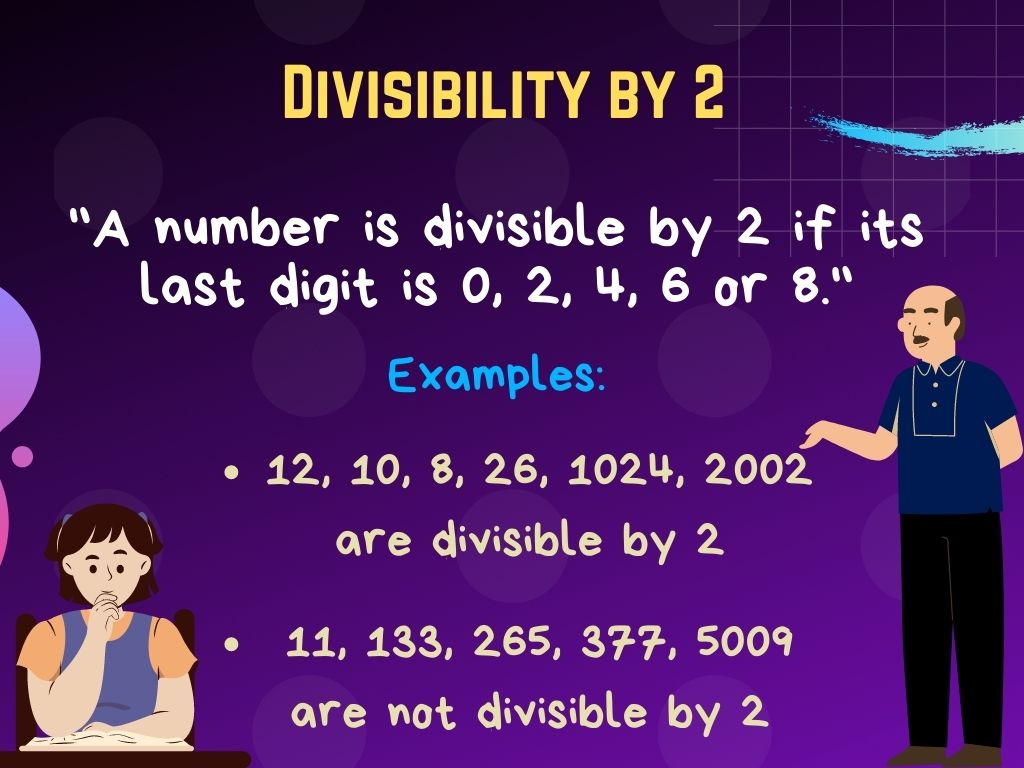 Divisibility by 2
"A number is divisible by 2 if its
last digit is 0, 2, 4, 6 or 8."
Examples:
• 12, 10, 8, 26, 1024, 2002
are divisible by 2
• 11, 133, 265, 377, 5009
are not divisible by 2